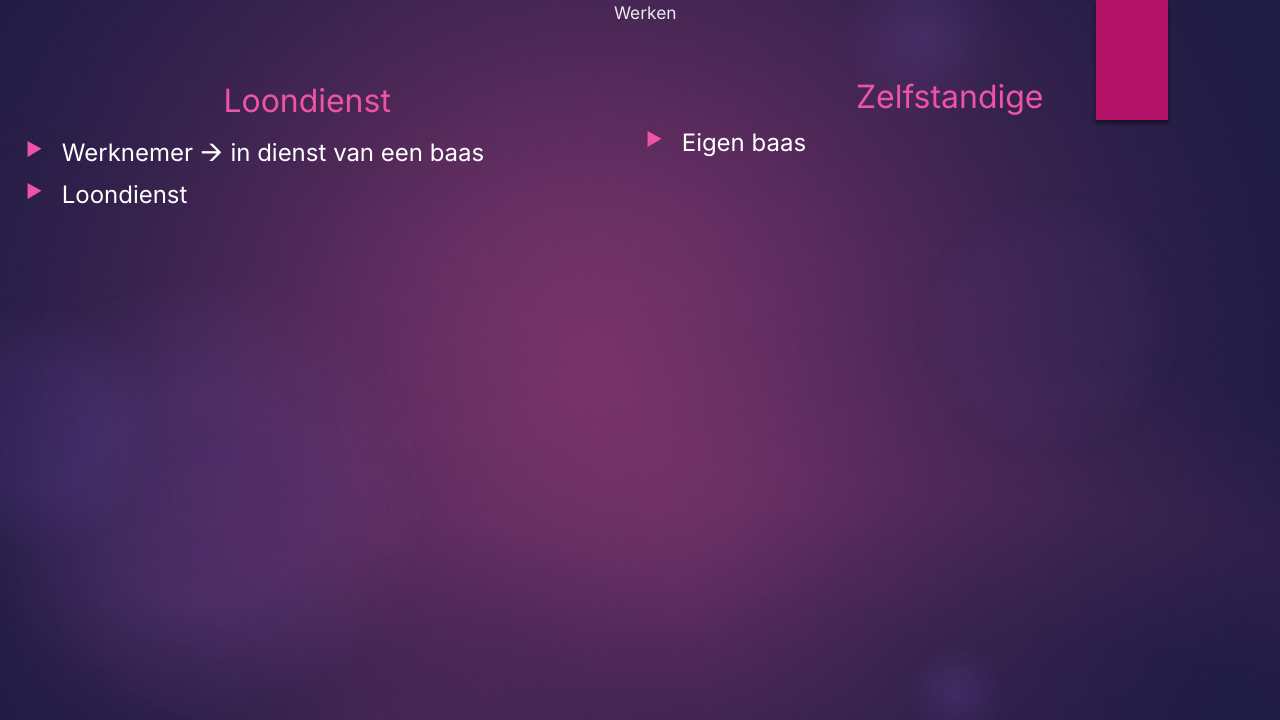 Werken
Loondienst
Werknemer → in dienst van een baas
Loondienst
Zelfstandige
Eigen baas